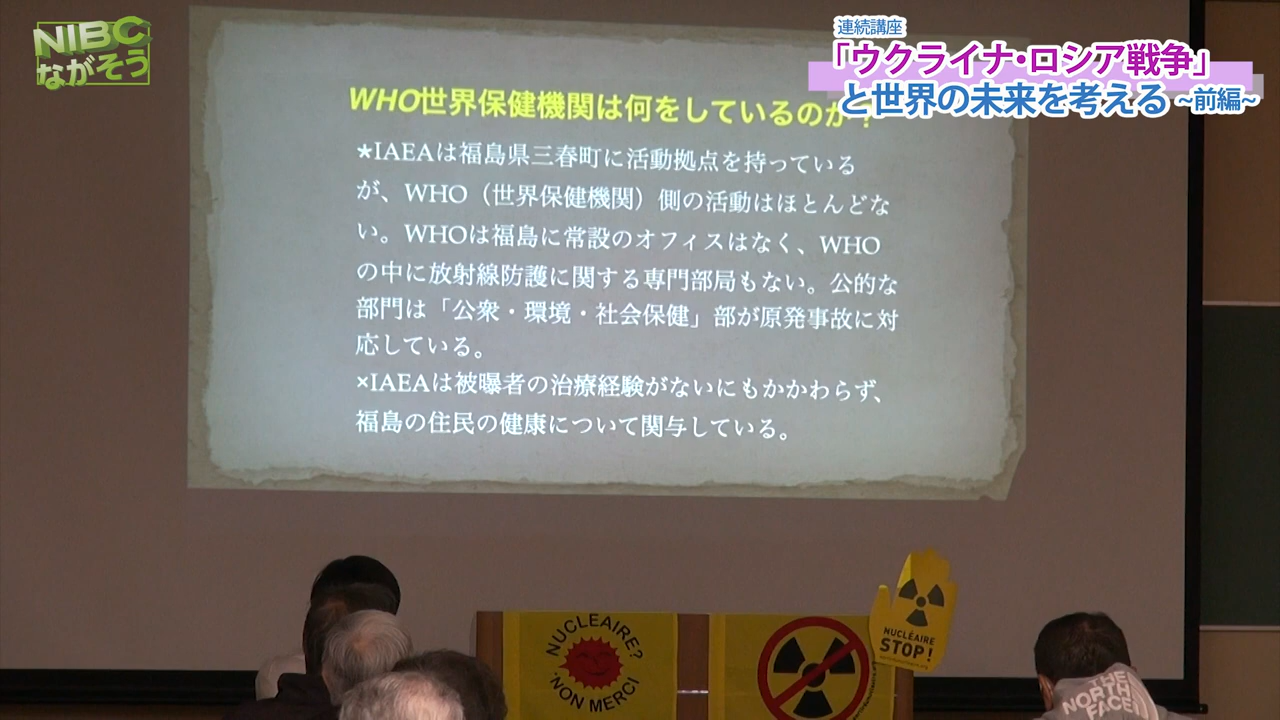 NIBC
ながそう
連続講座
「ウクライナ・ロシア戦争」
と世界の未来を考える ~前編~
WHO世界保健機関は何をしているのか？
★IAEAは福島県三春町に活動拠点を持っている
が、WHO（世界保健機関）側の活動はほとんどな
い。WHOは福島に常設のオフィスはなく、WHO
の中に放射線防護に関する専門部局もない。公的な
部門は「公衆・環境・社会保健」部が原発事故に対
応している。
×IAEAは被曝者の治療経験がないにもかかわらず、
福島の住民の健康について関与している。
NUCLÉAIRE?
NON MERCI
NUCLÉAIRE
STOP!
THE
NORTH
FACE